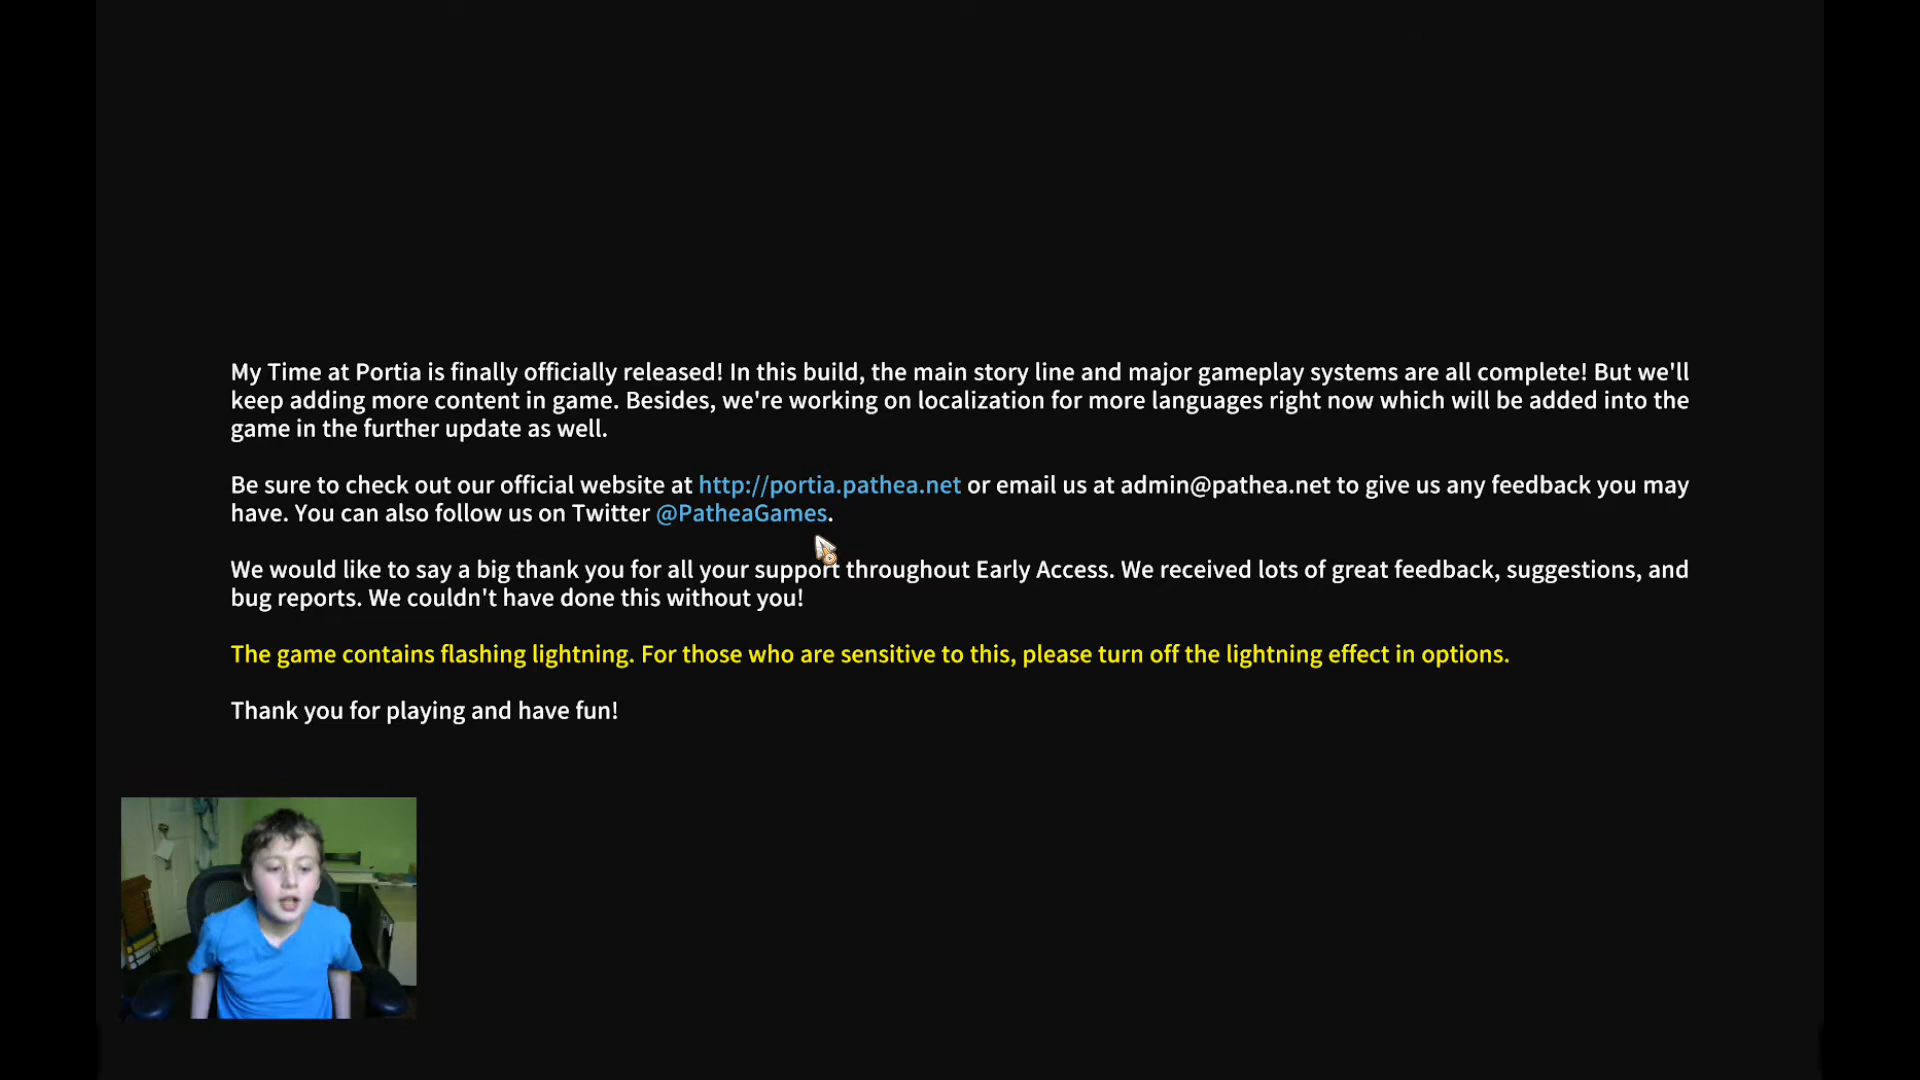 My Time at Portia is finally officially released! In this build, the main story line and major gameplay systems are all complete! But we'll
keep adding more content in game. Besides, we're working on localization for more languages right now which will be added into the
game in the further update as well.
Be sure to check out our official website at http://portia.pathea.net or email us at admin@pathea.net to give us any feedback you may
have. You can also follow us on Twitter @PatheaGames.
We would like to say a big thank you for all your support throughout Early Access. We received lots of great feedback, suggestions, and
bug reports. We couldn't have done this without you!
The game contains flashing lightning. For those who are sensitive to this, please turn off the lightning effect in options.
Thank you for playing and have fun!